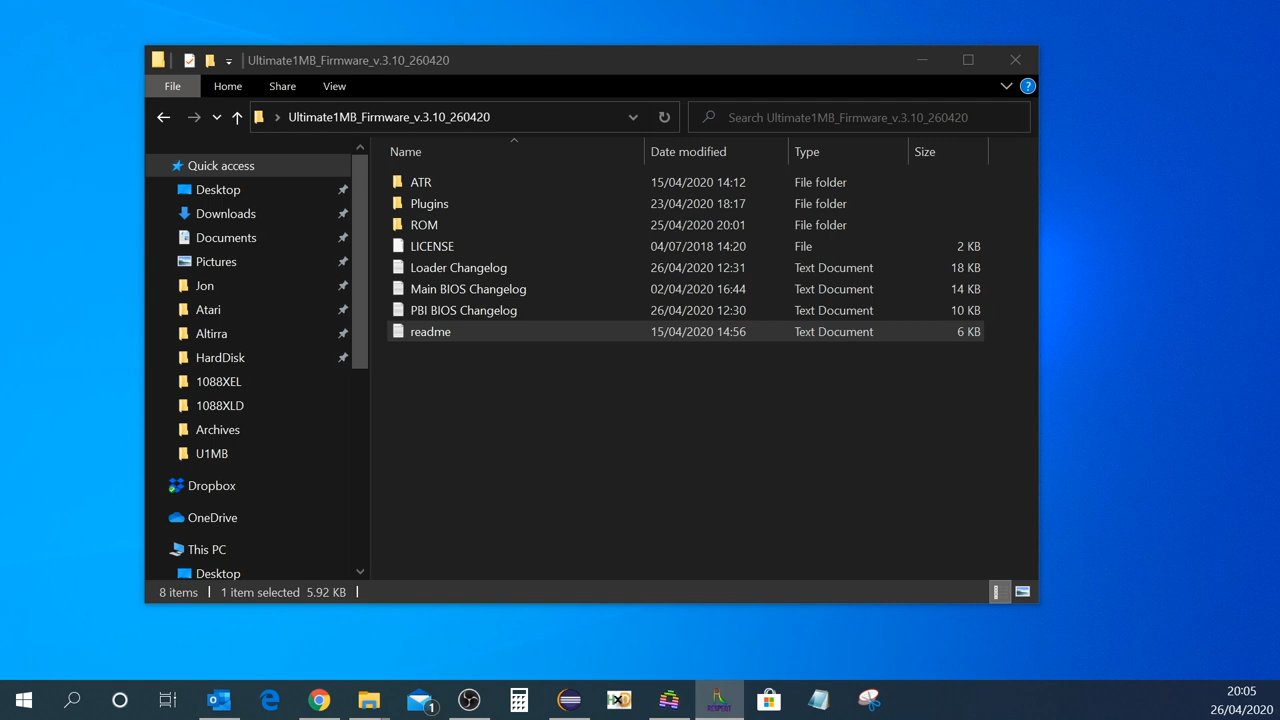 Ultimate1MB_Firmware_v.3.10_260420
File Home Share View
Ultimate1MB_Firmware_v.3.10_260420 Search Ultimate1MB_Firmware_v.3.10_260420
Quick access
Desktop
Downloads
Documents
Pictures
Jon
Atari
Altirra
HardDisk
1088XEL
1088XLD
Archives
U1MB
Dropbox
OneDrive
This PC
Desktop
Name Date modified Type Size
ATR 15/04/2020 14:12 File folder
Plugins 23/04/2020 18:17 File folder
ROM 25/04/2020 20:01 File folder
LICENSE 04/07/2018 14:20 File 2 KB
Loader Changelog 26/04/2020 12:31 Text Document 18 KB
Main BIOS Changelog 02/04/2020 16:44 Text Document 14 KB
PBI BIOS Changelog 26/04/2020 12:30 Text Document 10 KB
readme 15/04/2020 14:56 Text Document 6 KB
8 items 1 item selected 5.92 KB
1
RESPEQT
20:05
26/04/2020